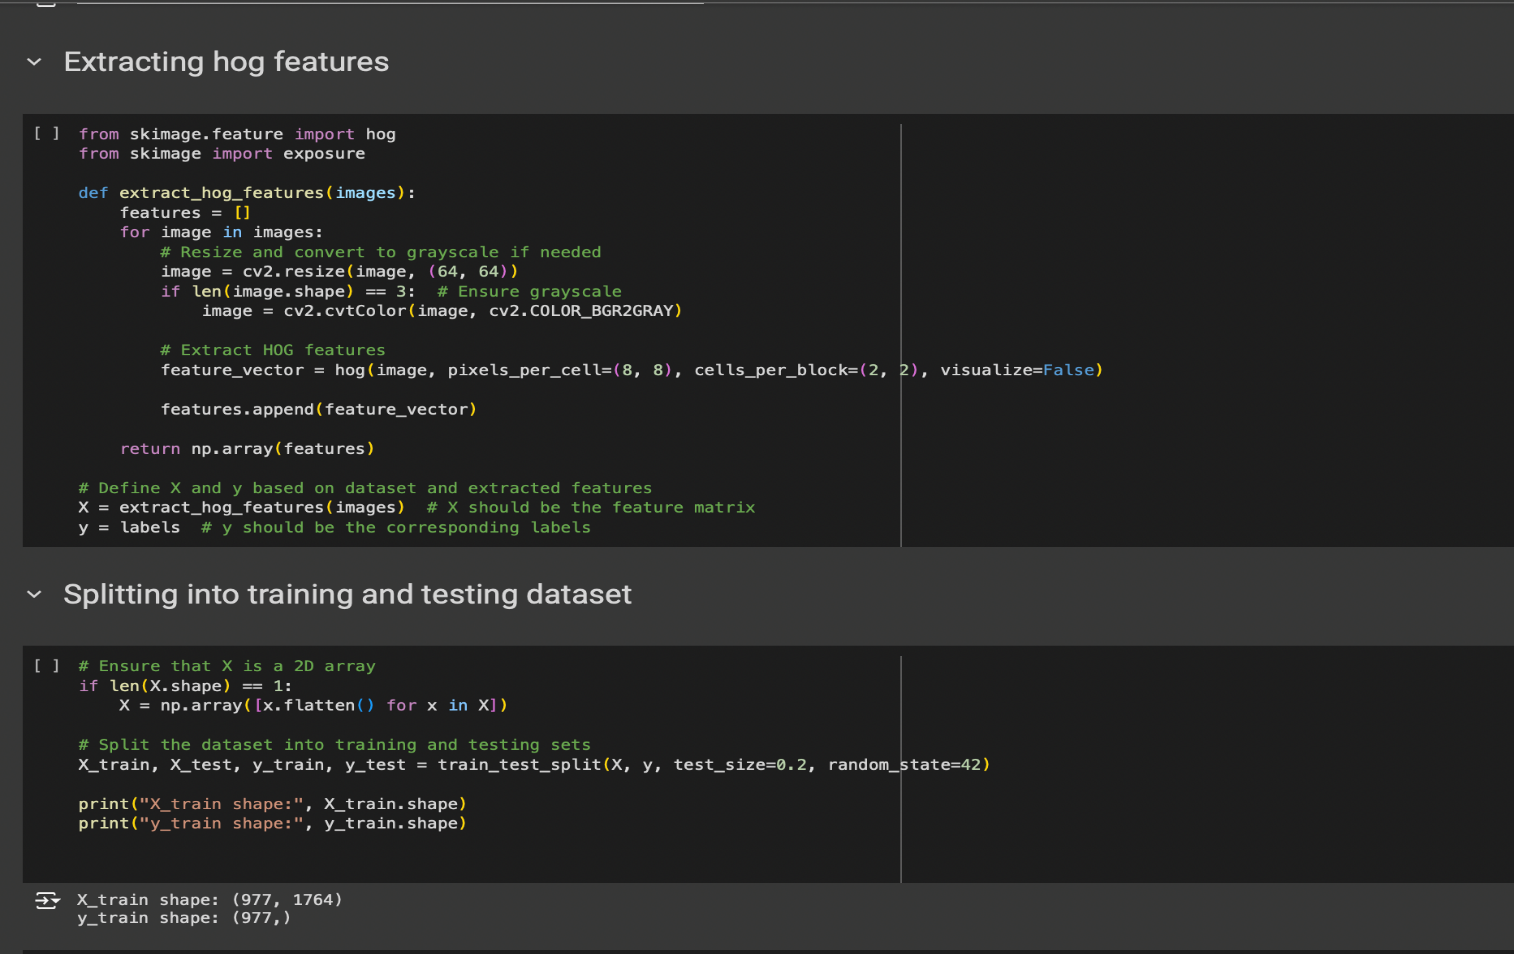 Extracting hog features
[ ] from skimage.feature import hog
from skimage import exposure
def extract_hog_features(images):
features = []
for image in images:
# Resize and convert to grayscale if needed
image = cv2.resize(image, (64, 64))
if len(image.shape) == 3:  # Ensure grayscale
image = cv2.cvtColor(image, cv2.COLOR_BGR2GRAY)
# Extract HOG features
feature_vector = hog(image, pixels_per_cell=(8, 8), cells_per_block=(2, 2), visualize=False)
features.append(feature_vector)
return np.array(features)
# Define X and y based on dataset and extracted features
X = extract_hog_features(images)  # X should be the feature matrix
y = labels  # y should be the corresponding labels
Splitting into training and testing dataset
[ ] # Ensure that X is a 2D array
if len(X.shape) == 1:
X = np.array([x.flatten() for x in X])
# Split the dataset into training and testing sets
X_train, X_test, y_train, y_test = train_test_split(X, y, test_size=0.2, random_state=42)
print("X_train shape:", X_train.shape)
print("y_train shape:", y_train.shape)
X_train shape: (977, 1764)
y_train shape: (977,)